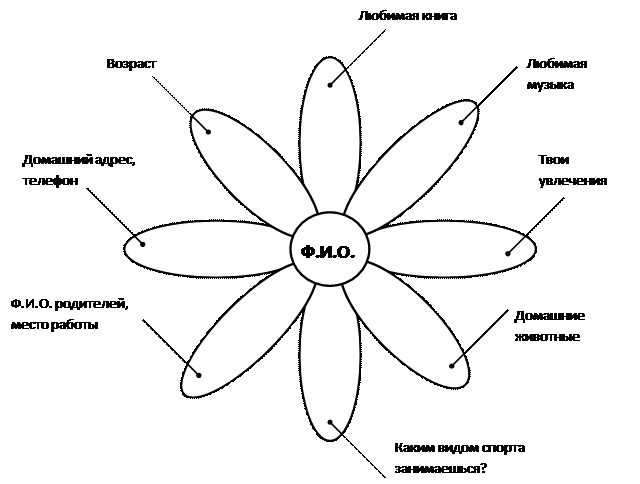 Любимая книга
Возраст
Любимая
музыка
Домашний адрес,
телефон
Твои
увлечения
Ф.И.О.
Ф.И.О. родителей,
место работы
Домашние
животные
Каким видом спорта
занимаешься?